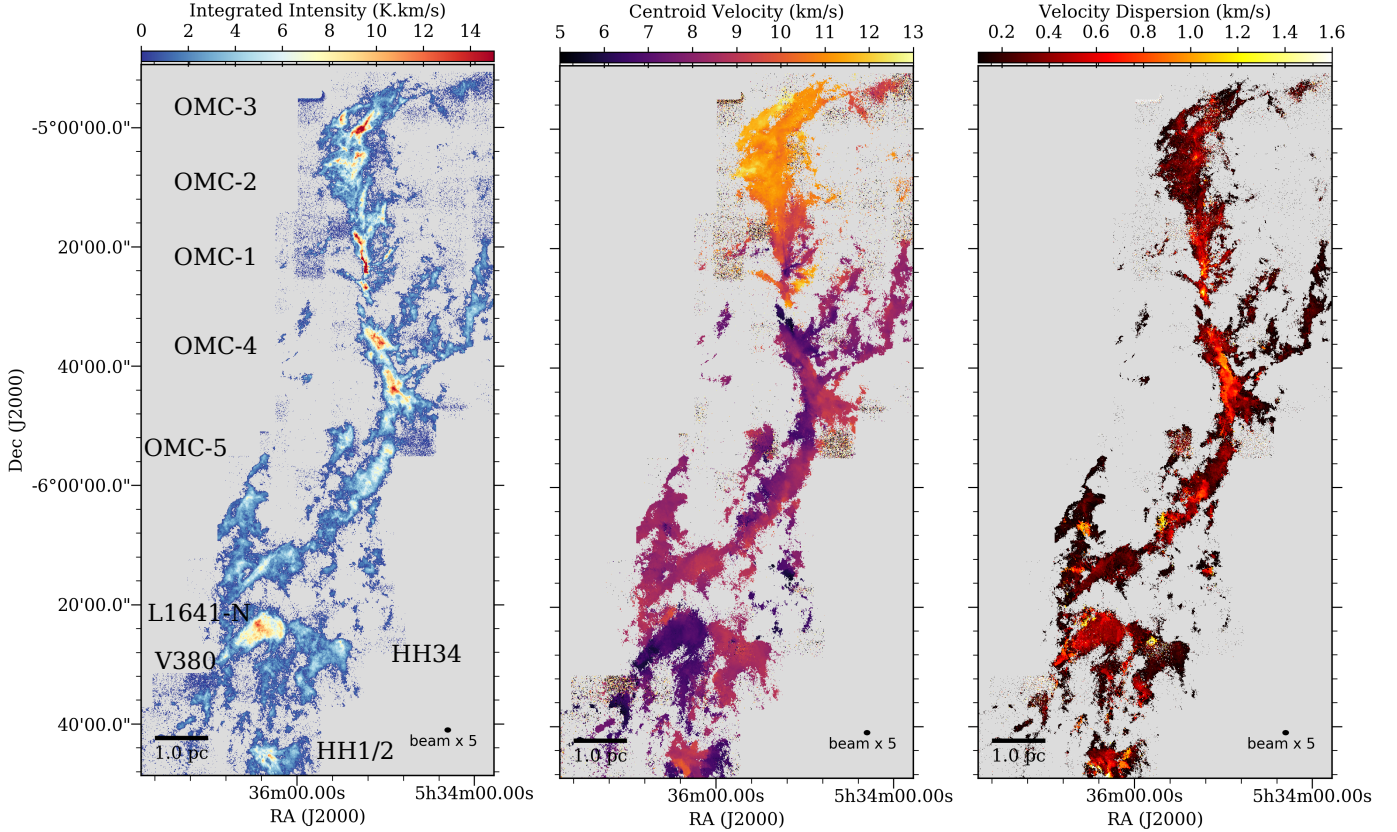 Integrated Intensity (K.km/s)
0 2 4 6 8 10 12 14
OMC-3
-5°00'00.0"
OMC-2
20'00.0"
OMC-1
OMC-4
40'00.0"
Dec (J2000)
OMC-5
-6°00'00.0"
20'00.0"
L1641-N
V380
HH34
40'00.0"
1.0 pc
beam x 5
HH1/2
36m00.00s
5h34m00.00s
RA (J2000)
Centroid Velocity (km/s)
5 6 7 8 9 10 11 12 13
1.0 pc
beam x 5
36m00.00s
5h34m00.00s
RA (J2000)
Velocity Dispersion (km/s)
0.2 0.4 0.6 0.8 1.0 1.2 1.4 1.6
1.0 pc
beam x 5
36m00.00s
5h34m00.00s
RA (J2000)